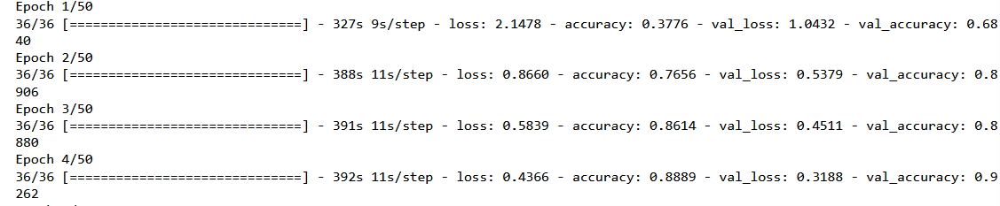 Epoch 1/50
36/36 [==============================] - 327s 9s/step - loss: 2.1478 - accuracy: 0.3776 - val_loss: 1.0432 - val_accuracy: 0.68
40
Epoch 2/50
36/36 [==============================] - 388s 11s/step - loss: 0.8660 - accuracy: 0.7656 - val_loss: 0.5379 - val_accuracy: 0.8
906
Epoch 3/50
36/36 [==============================] - 391s 11s/step - loss: 0.5839 - accuracy: 0.8614 - val_loss: 0.4511 - val_accuracy: 0.8
880
Epoch 4/50
36/36 [==============================] - 392s 11s/step - loss: 0.4366 - accuracy: 0.8889 - val_loss: 0.3188 - val_accuracy: 0.9
262